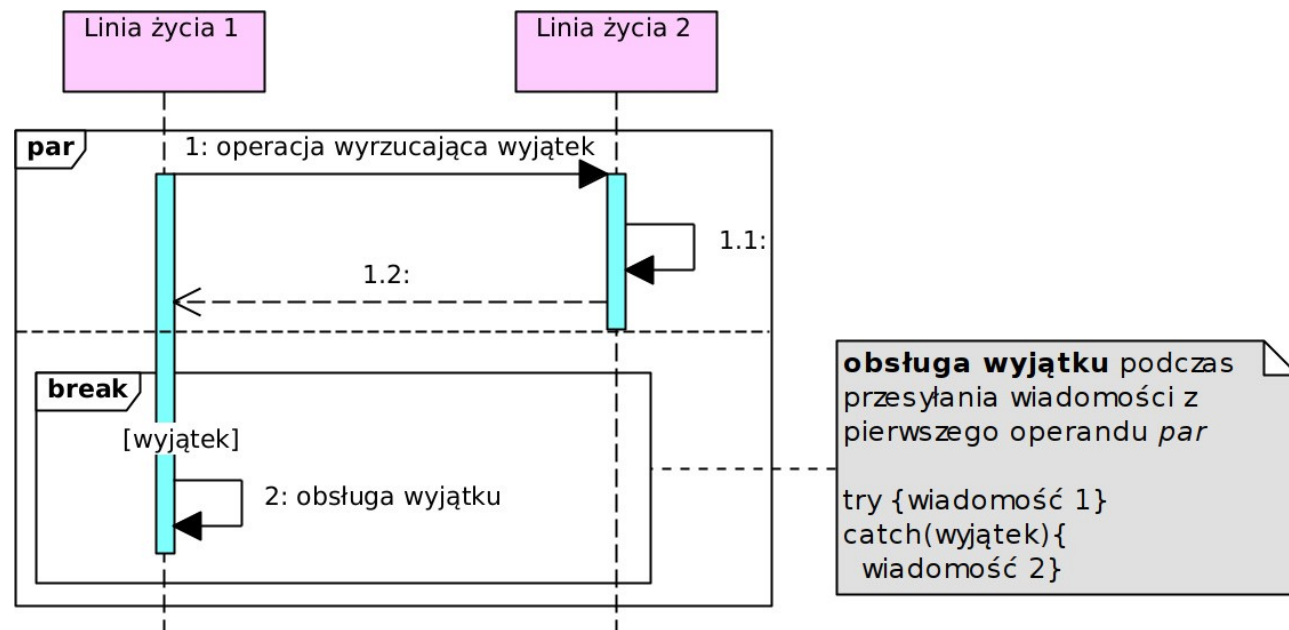 Linia życia 1
Linia życia 2
par
1: operacja wyrzucająca wyjątek
1.1:
1.2:
break
[wyjątek]
2: obsługa wyjątku
obsługa wyjątku podczas
przesyłania wiadomości z
pierwszego operandu par
try {wiadomość 1}
catch(wyjątek){
wiadomość 2}